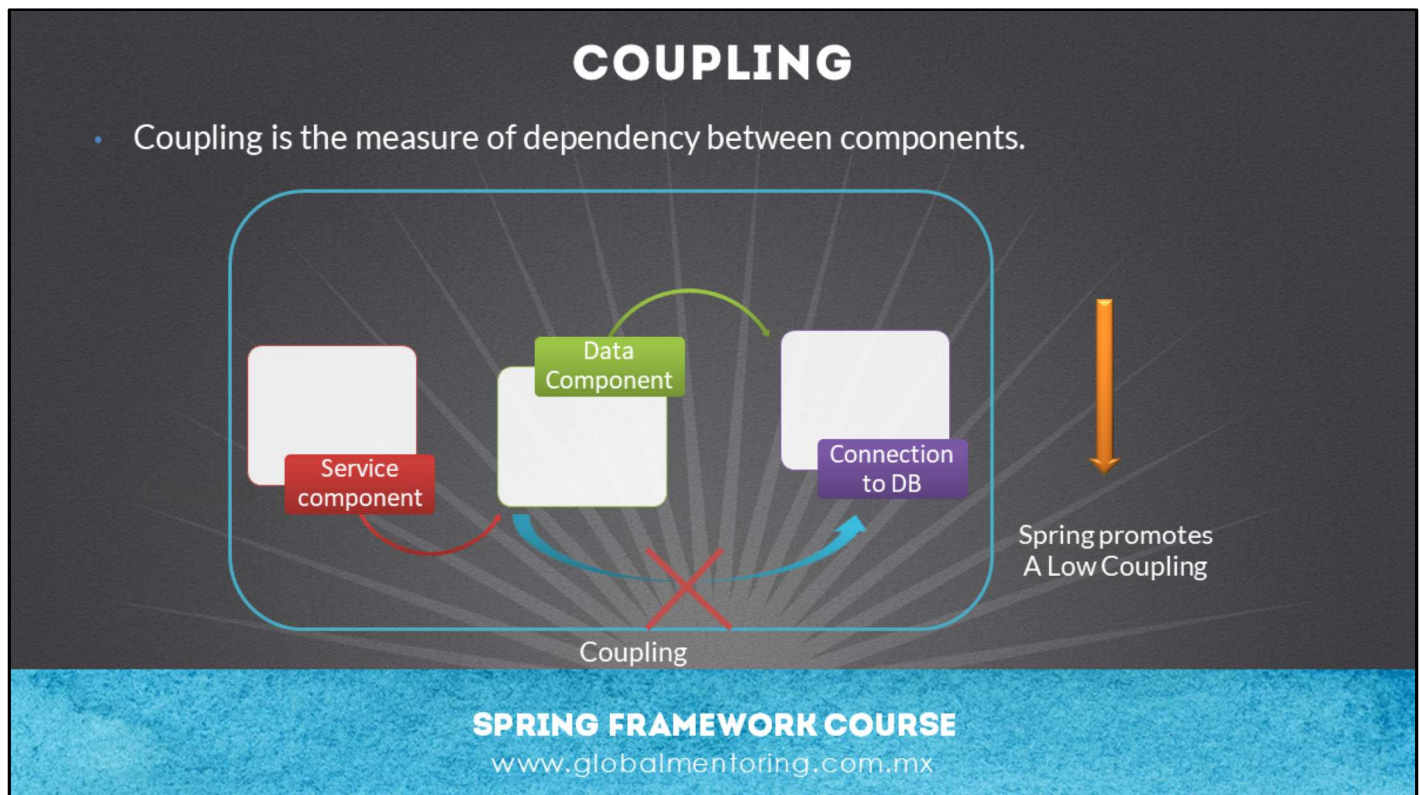 COUPLING
• Coupling is the measure of dependency between components.
Data
Component
Service
component
Connection
to DB
Spring promotes
A Low Coupling
Coupling
SPRING FRAMEWORK COURSE
www.globalmentoring.com.mx